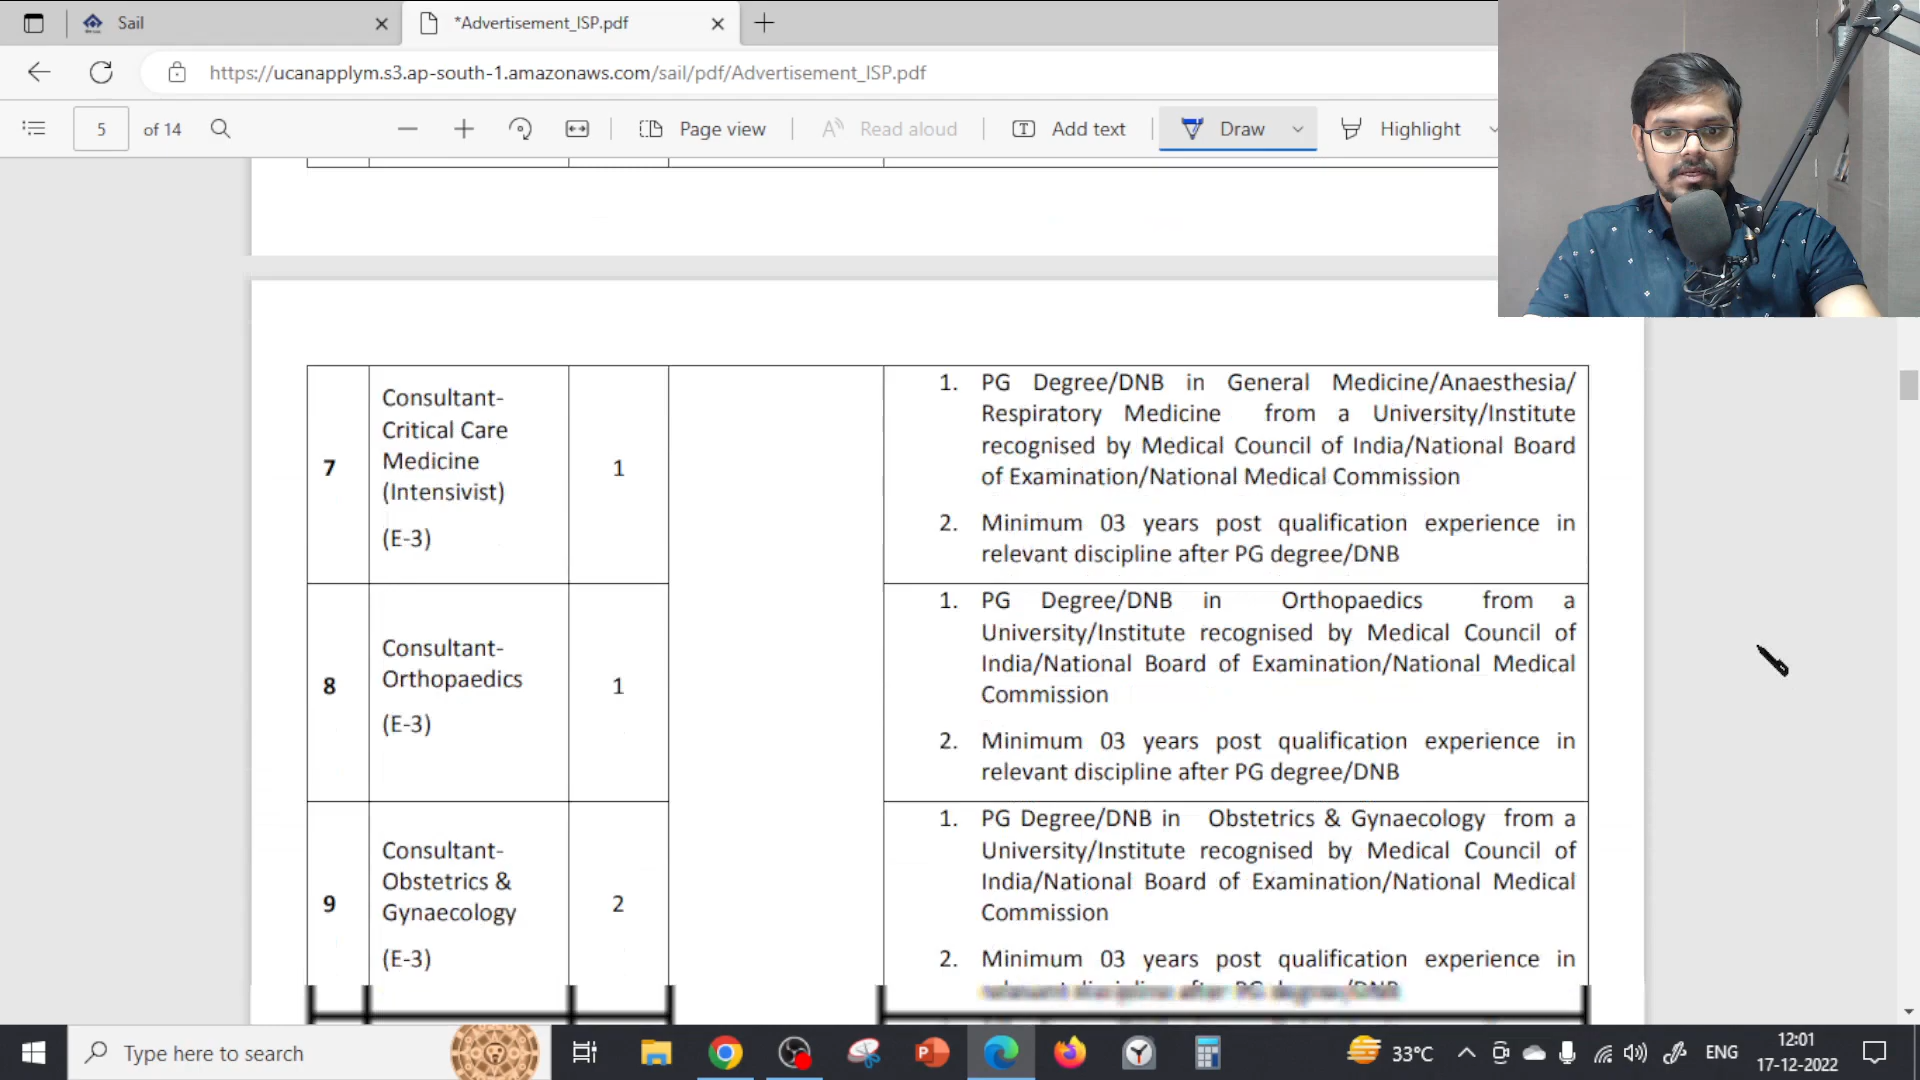 Sail
*Advertisement_ISP.pdf
https://ucanapplym.s3.ap-south-1.amazonaws.com/sail/pdf/Advertisement_ISP.pdf
5 of 14 Page view Read aloud Add text Draw Highlight
7
Consultant-
Critical Care
Medicine
(Intensivist)
(E-3)
1
1. PG Degree/DNB in General Medicine/Anaesthesia/
Respiratory Medicine from a University/Institute
recognised by Medical Council of India/National Board
of Examination/National Medical Commission
2. Minimum 03 years post qualification experience in
relevant discipline after PG degree/DNB
8
Consultant-
Orthopaedics
(E-3)
1
1. PG Degree/DNB in Orthopaedics from a
University/Institute recognised by Medical Council of
India/National Board of Examination/National Medical
Commission
2. Minimum 03 years post qualification experience in
relevant discipline after PG degree/DNB
9
Consultant-
Obstetrics &
Gynaecology
(E-3)
2
1. PG Degree/DNB in Obstetrics & Gynaecology from a
University/Institute recognised by Medical Council of
India/National Board of Examination/National Medical
Commission
2. Minimum 03 years post qualification experience in
relevant discipline after PG degree/DNB
Type here to search
33°C
ENG
12:01
17-12-2022